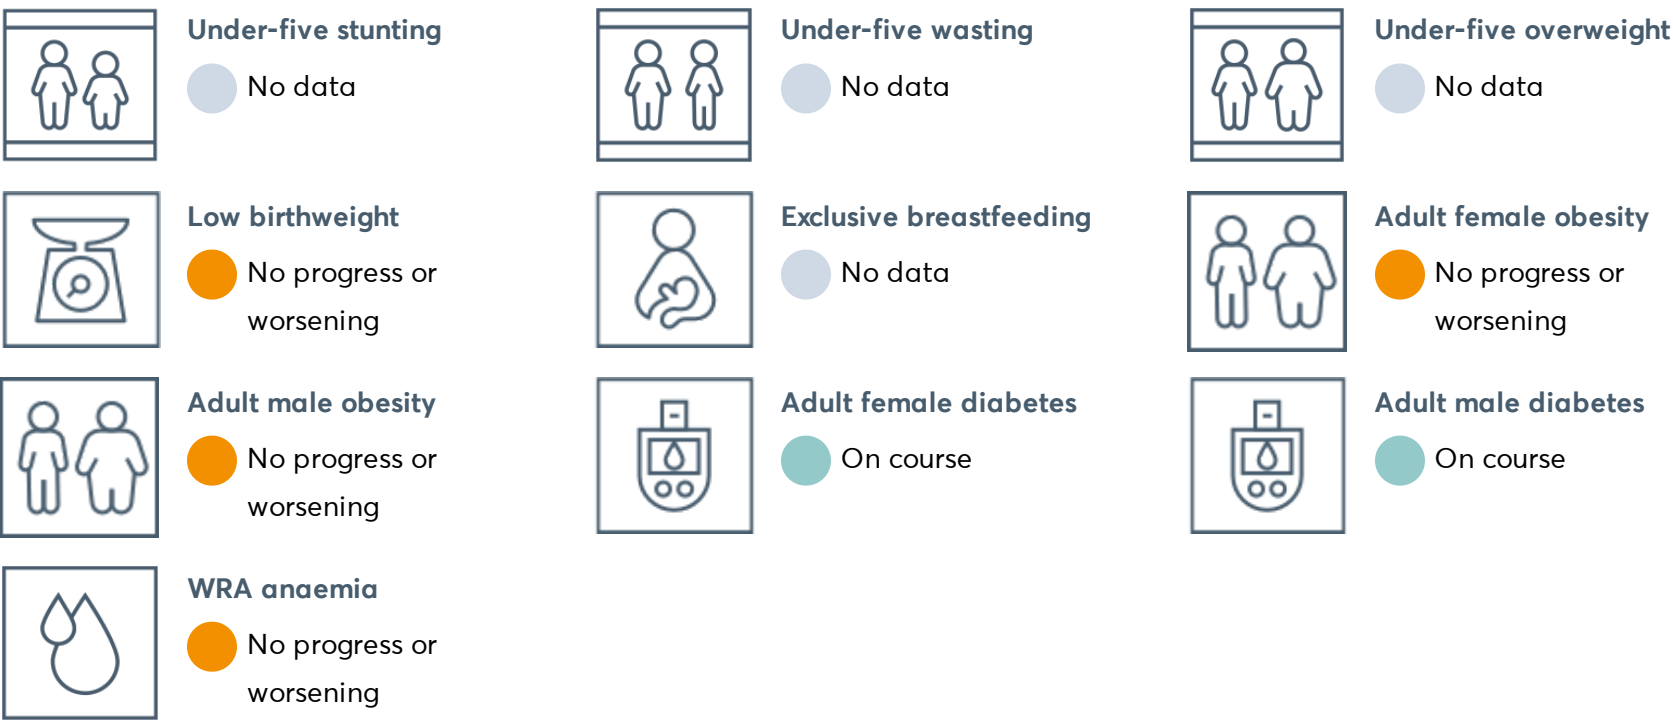 Under-five stunting
No data
Under-five wasting
No data
Under-five overweight
No data
Low birthweight
No progress or
worsening
Exclusive breastfeeding
No data
Adult female obesity
No progress or
worsening
Adult male obesity
No progress or
worsening
Adult female diabetes
On course
Adult male diabetes
On course
WRA anaemia
No progress or
worsening